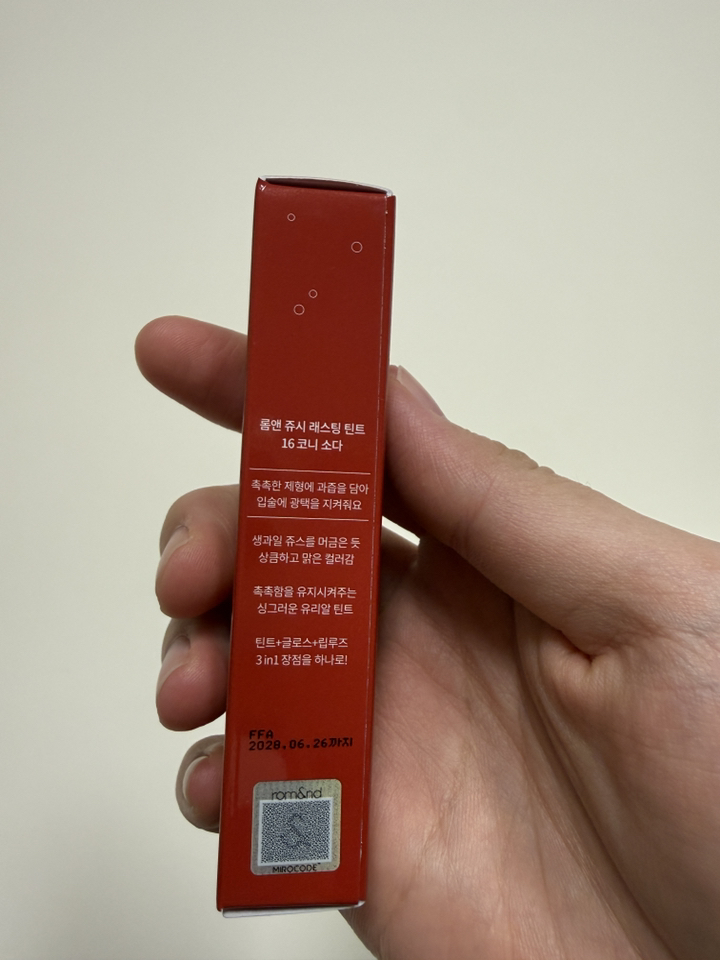 롬앤 쥬시 래스팅 틴트
16 코니 소다
촉촉한 제형에 과즙을 담아
입술에 광택을 지켜줘요
생과일 쥬스를 머금은 듯
상큼하고 맑은 컬러감
촉촉함을 유지시켜주는
싱그러운 유리알 틴트
틴트+글로스+립루즈
3 in1 장점을 하나로!
FFA
2028.06.26까지
rom&nd
MIROCODE